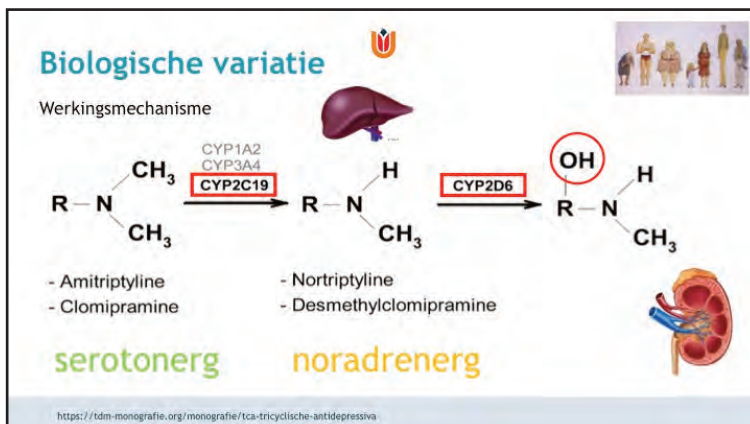 Biologische variatie
Werkingsmechanisme
CYP1A2
CYP3A4
CYP2C19
CYP2D6
CH₃
R – N
CH₃
H
R – N
CH₃
OH
H
R – N
CH₃
- Amitriptyline
- Clomipramine
- Nortriptyline
- Desmethylclomipramine
serotonerg
noradrenerg
https://tdm-monografie.org/monografie/tca-tricyclische-antidepressiva